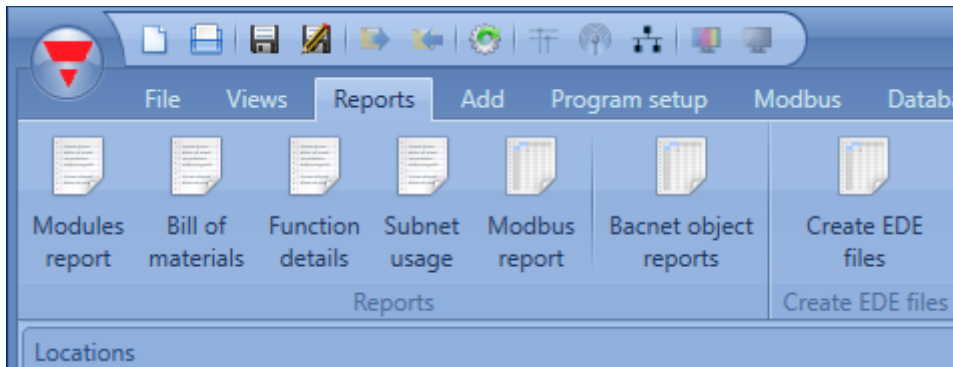 File Views Reports Add Program setup Modbus Datab
Modules Bill of Function Subnet Modbus Bacnet object Create EDE
report materials details usage report reports files
Reports Create EDE files
Locations